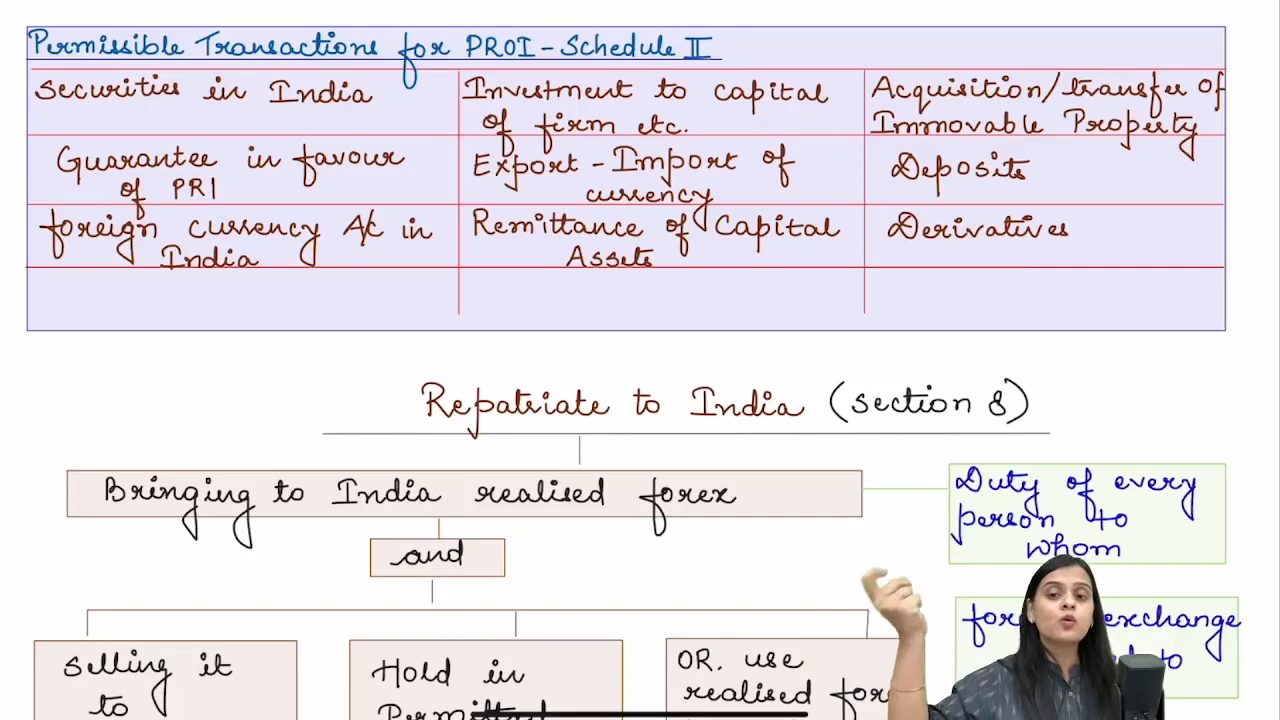 Permissible Transactions for PROI - Schedule II
Securities in India
Investment to capital
of firm etc.
Acquisition/transfer of
Immovable Property
Guarantee in favour
of PRI
Export - Import of
currency
Deposits
foreign currency A/c in
India
Remittance of Capital
Assets
Derivatives
Repatriate to India (section 8)
Bringing to India realised forex
and
Duty of every
person to
whom
exchange
to
Selling it
to
Hold in
Permitted
OR. use
realised